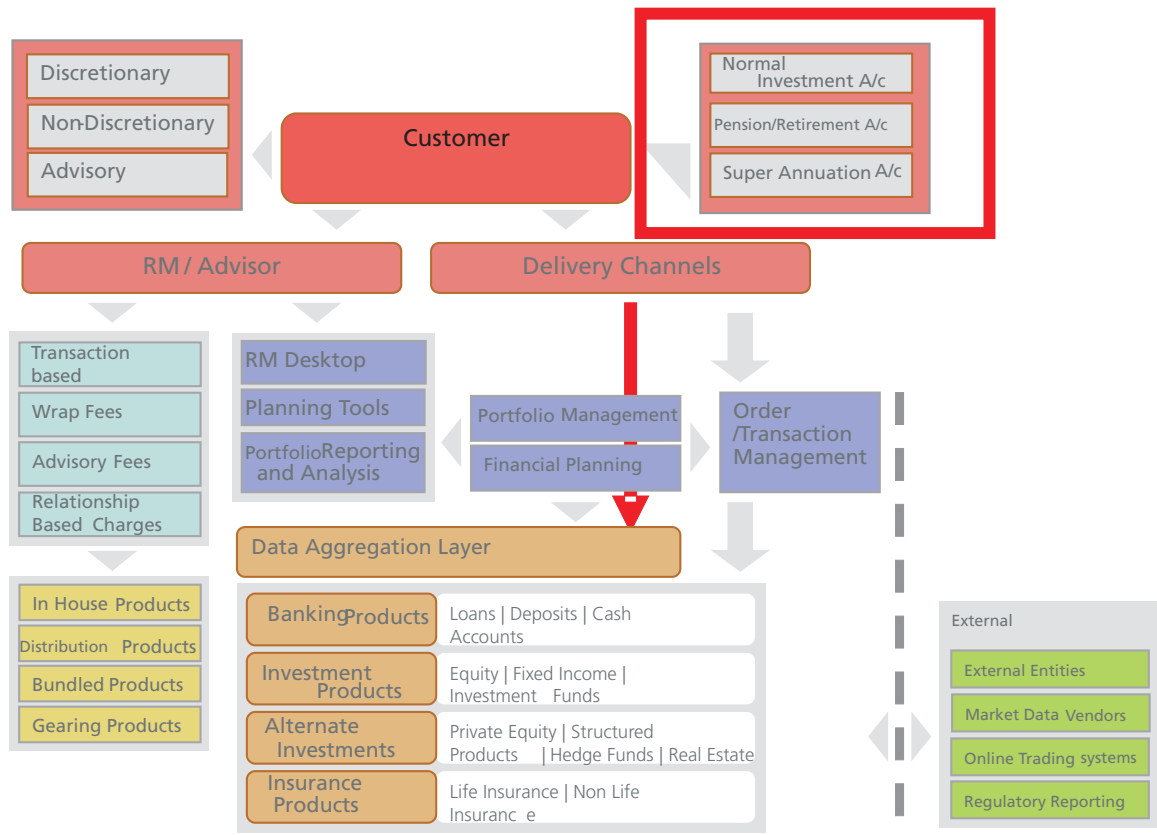 Discretionary
Non-Discretionary
Advisory
Customer
Normal
Investment A/c
Pension/Retirement A/c
Super Annuation A/c
RM / Advisor
Delivery Channels
Transaction
based
Wrap Fees
Advisory Fees
Relationship
Based Charges
RM Desktop
Planning Tools
Portfolio Reporting
and Analysis
Portfolio Management
Financial Planning
Order
/Transaction
Management
Data Aggregation Layer
In House Products
Distribution Products
Bundled Products
Gearing Products
Banking Products
Loans | Deposits | Cash
Accounts
Investment
Products
Equity | Fixed Income |
Investment Funds
Alternate
Investments
Private Equity | Structured
Products | Hedge Funds | Real Estate
Insurance
Products
Life Insurance | Non Life
Insuranc e
External
External Entities
Market Data Vendors
Online Trading systems
Regulatory Reporting